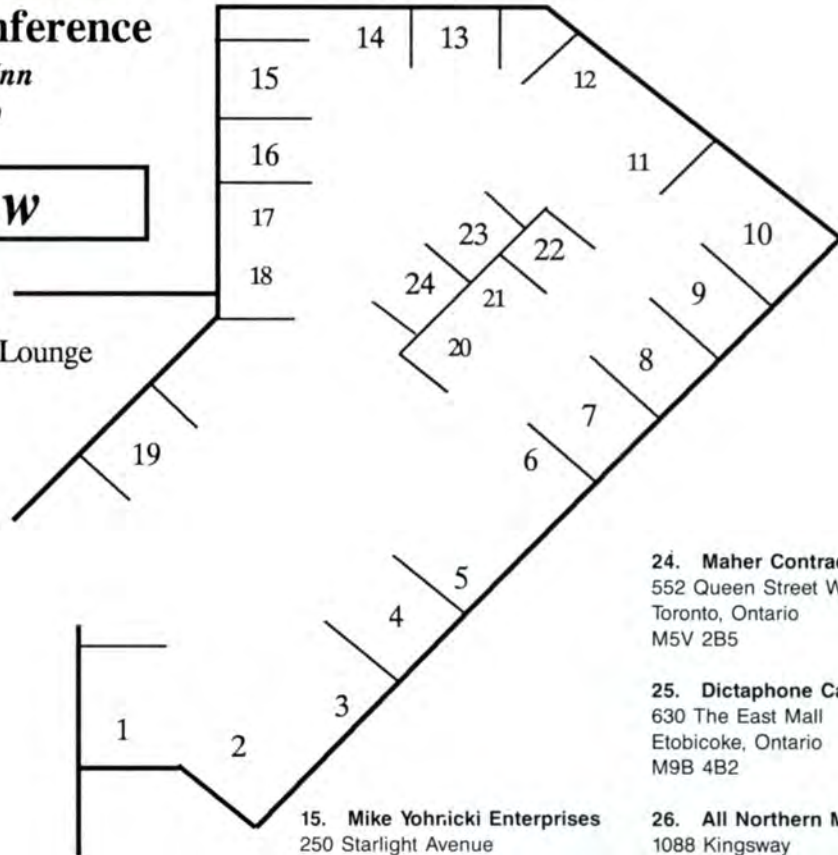 nference
Inn
w
Lounge
14 13
15
12
16
11
17
23
10
22
18
24
9
21
20
8
7
19
6
5
4
3
1
2
24. Maher Contrac
552 Queen Street W
Toronto, Ontario
M5V 2B5
25. Dictaphone Ca
630 The East Mall
Etobicoke, Ontario
M9B 4B2
15. Mike Yohnicki Enterprises
250 Starlight Avenue
26. All Northern M
1088 Kingsway